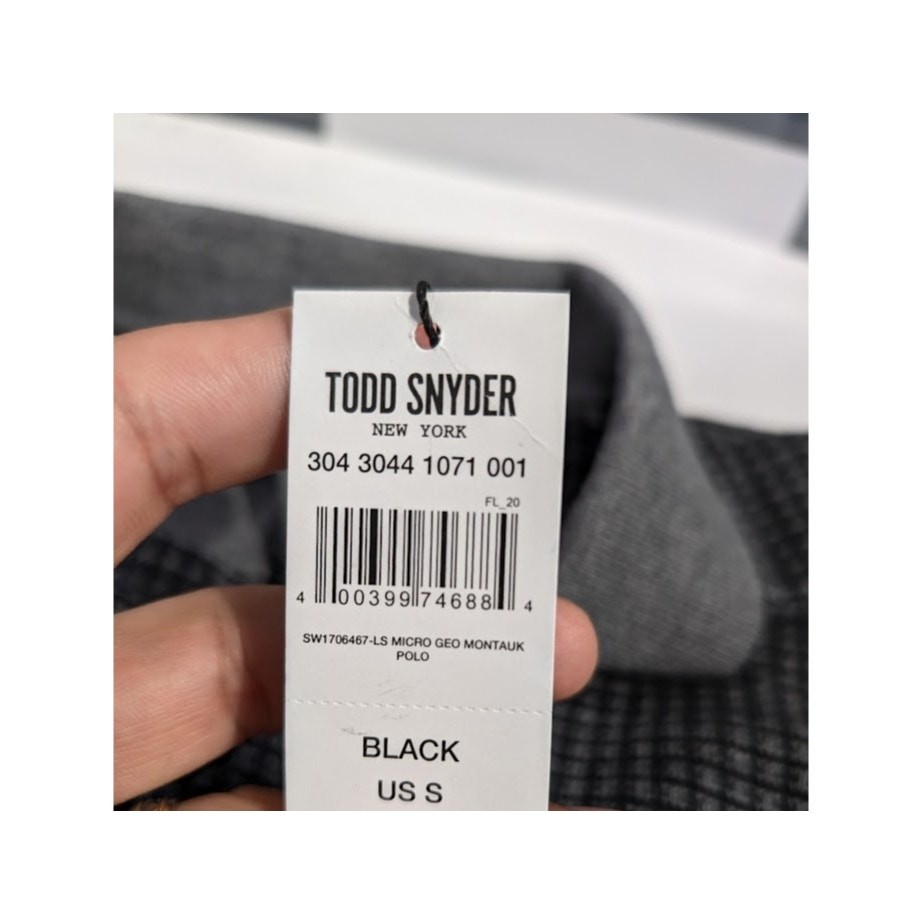 TODD SNYDER
NEW YORK
304 3044 1071 001
FL_20
4 00399 74688 4
SW1706467-LS MICRO GEO MONTAUK
POLO
BLACK
US S